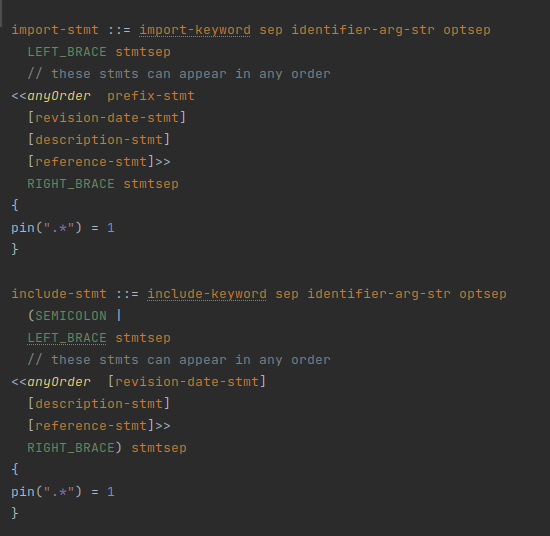 import-stmt ::= import-keyword sep identifier-arg-str optsep
LEFT_BRACE stmtsep
// these stmts can appear in any order
<<anyOrder  prefix-stmt
[revision-date-stmt]
[description-stmt]
[reference-stmt]>>
RIGHT_BRACE stmtsep
{
pin(".*") = 1
}
include-stmt ::= include-keyword sep identifier-arg-str optsep
(SEMICOLON |
LEFT_BRACE stmtsep
// these stmts can appear in any order
<<anyOrder  [revision-date-stmt]
[description-stmt]
[reference-stmt]>>
RIGHT_BRACE) stmtsep
{
pin(".*") = 1
}